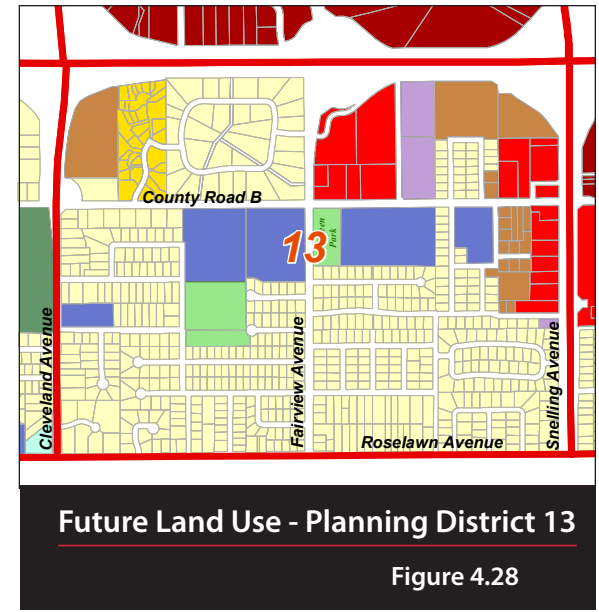 County Road B
Park
13
Cleveland Avenue
Fairview Avenue
Snelling Avenue
Roselawn Avenue
Future Land Use - Planning District 13
Figure 4.28